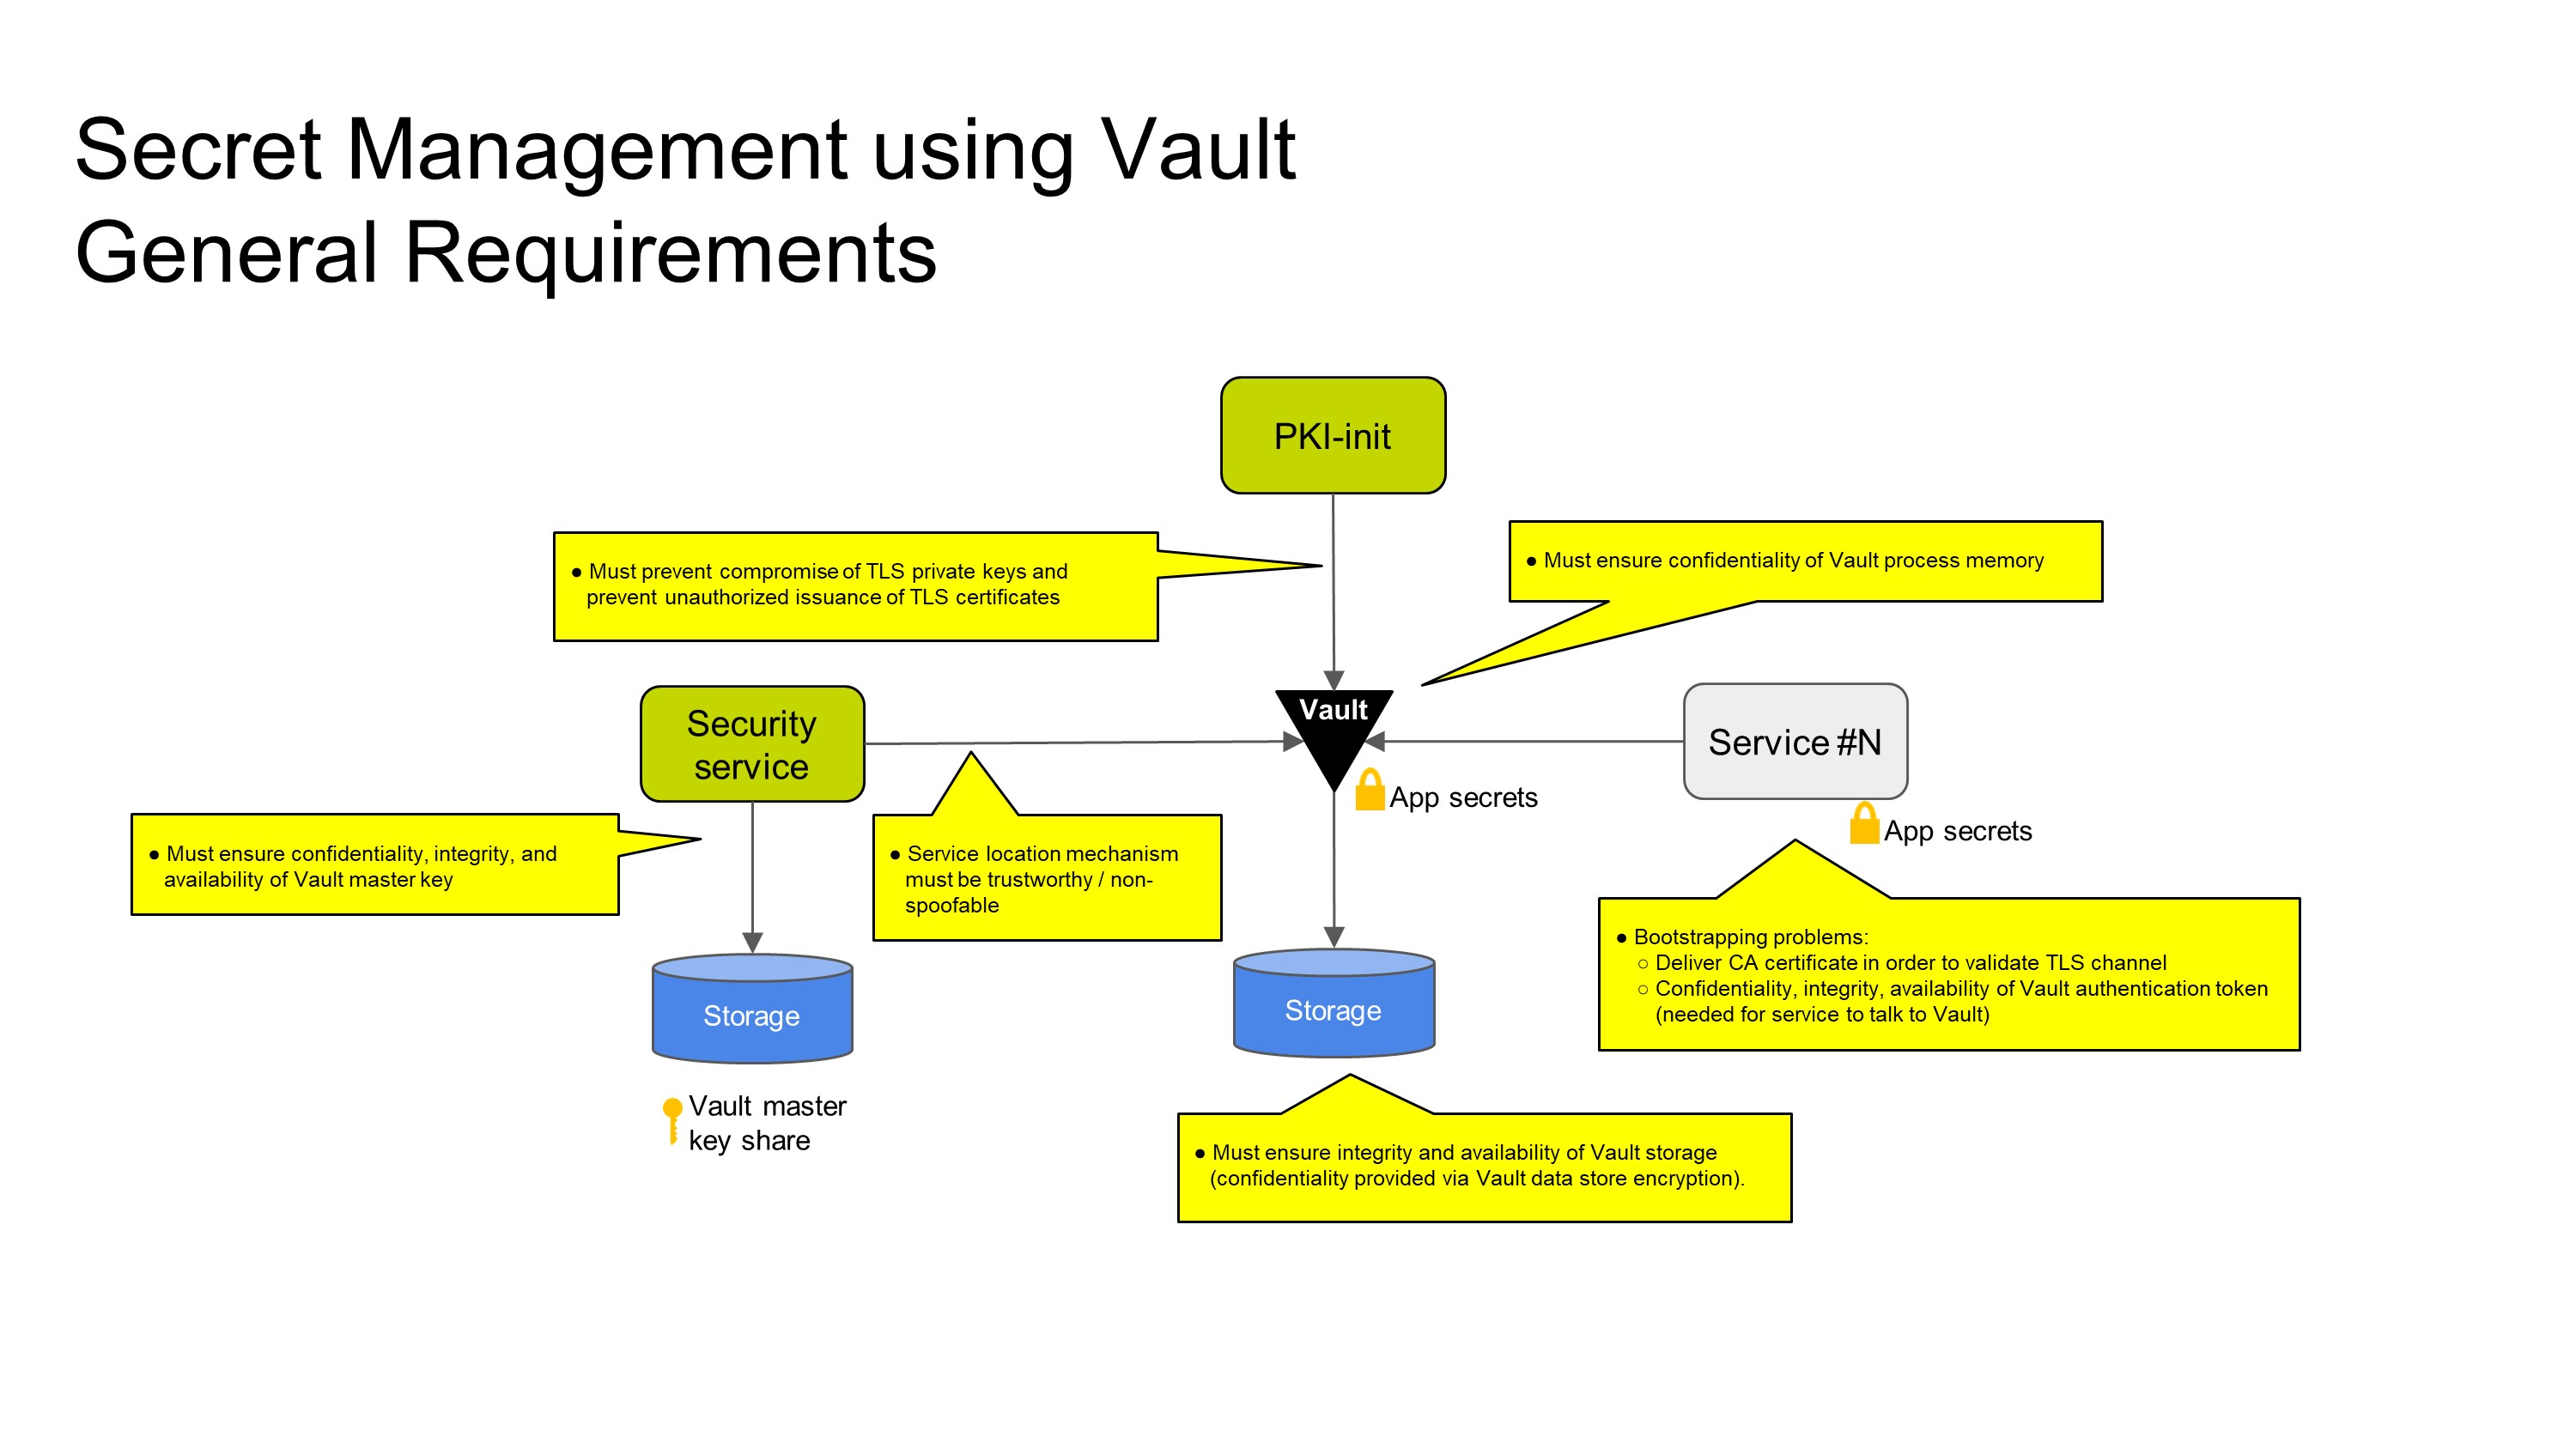 Secret Management using Vault
General Requirements
PKI-init
● Must prevent compromise of TLS private keys and
prevent unauthorized issuance of TLS certificates
● Must ensure confidentiality of Vault process memory
Security
service
Vault
Service #N
App secrets
App secrets
● Must ensure confidentiality, integrity, and
availability of Vault master key
● Service location mechanism
must be trustworthy / non-
spoofable
● Bootstrapping problems:
○ Deliver CA certificate in order to validate TLS channel
○ Confidentiality, integrity, availability of Vault authentication token
(needed for service to talk to Vault)
Storage
Storage
Vault master
key share
● Must ensure integrity and availability of Vault storage
(confidentiality provided via Vault data store encryption).